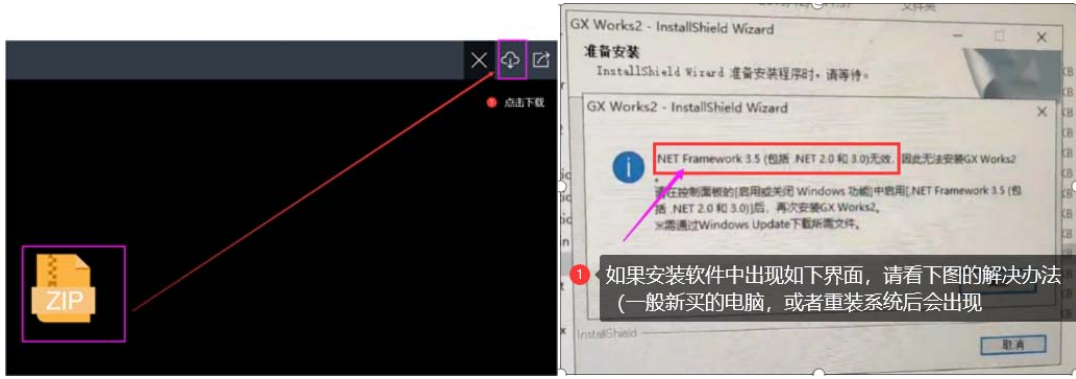 点击下载
ZIP
文件夹
GX Works2 - InstallShield Wizard
准备安装
InstallShield Wizard 准备安装程序时，请等待。
GX Works2 - InstallShield Wizard
.NET Framework 3.5 (包括 .NET 2.0 和 3.0)无效，因此无法安装GX Works2
。
请在控制面板的[启用或关闭 Windows 功能]中启用[.NET Framework 3.5 (包
括 .NET 2.0 和 3.0)]后，再次安装GX Works2。
※需通过Windows Update下载所需文件。
1 如果安装软件中出现如下界面，请看下图的解决办法
（一般新买的电脑，或者重装系统后会出现
InstallShield
取消